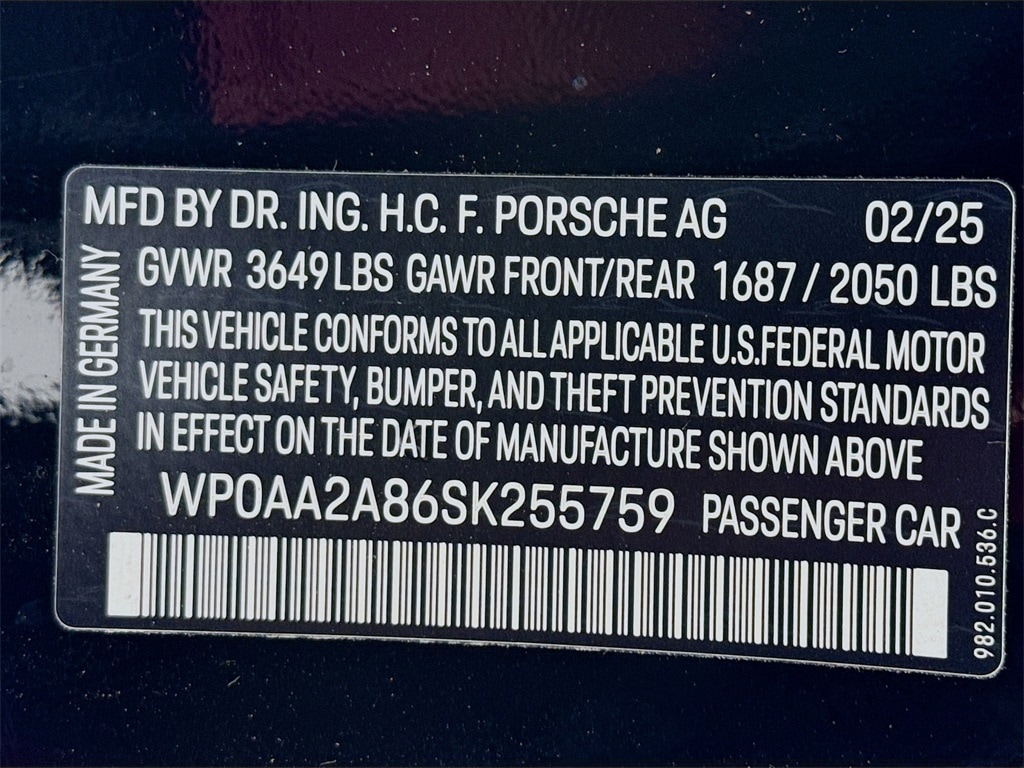 MFD BY DR. ING. H.C. F. PORSCHE AG 02/25
GVWR 3649 LBS GAWR FRONT/REAR 1687 / 2050 LBS
THIS VEHICLE CONFORMS TO ALL APPLICABLE U.S. FEDERAL MOTOR
VEHICLE SAFETY, BUMPER, AND THEFT PREVENTION STANDARDS
IN EFFECT ON THE DATE OF MANUFACTURE SHOWN ABOVE
WP0AA2A86SK255759 PASSENGER CAR
MADE IN GERMANY
982.010.536.C